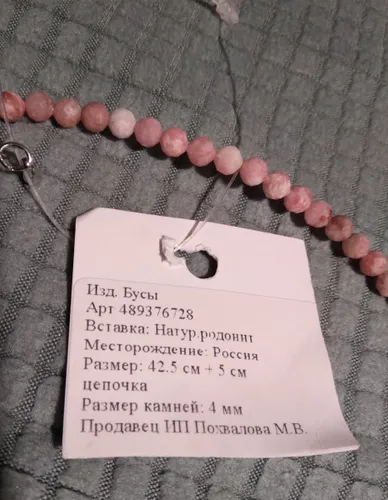 Изд. Бусы
Арт 489376728
Вставка: Натур.родонит
Месторождение: Россия
Размер: 42.5 см + 5 см
цепочка
Размер камней: 4 мм
Продавец ИП Похвалова М.В.